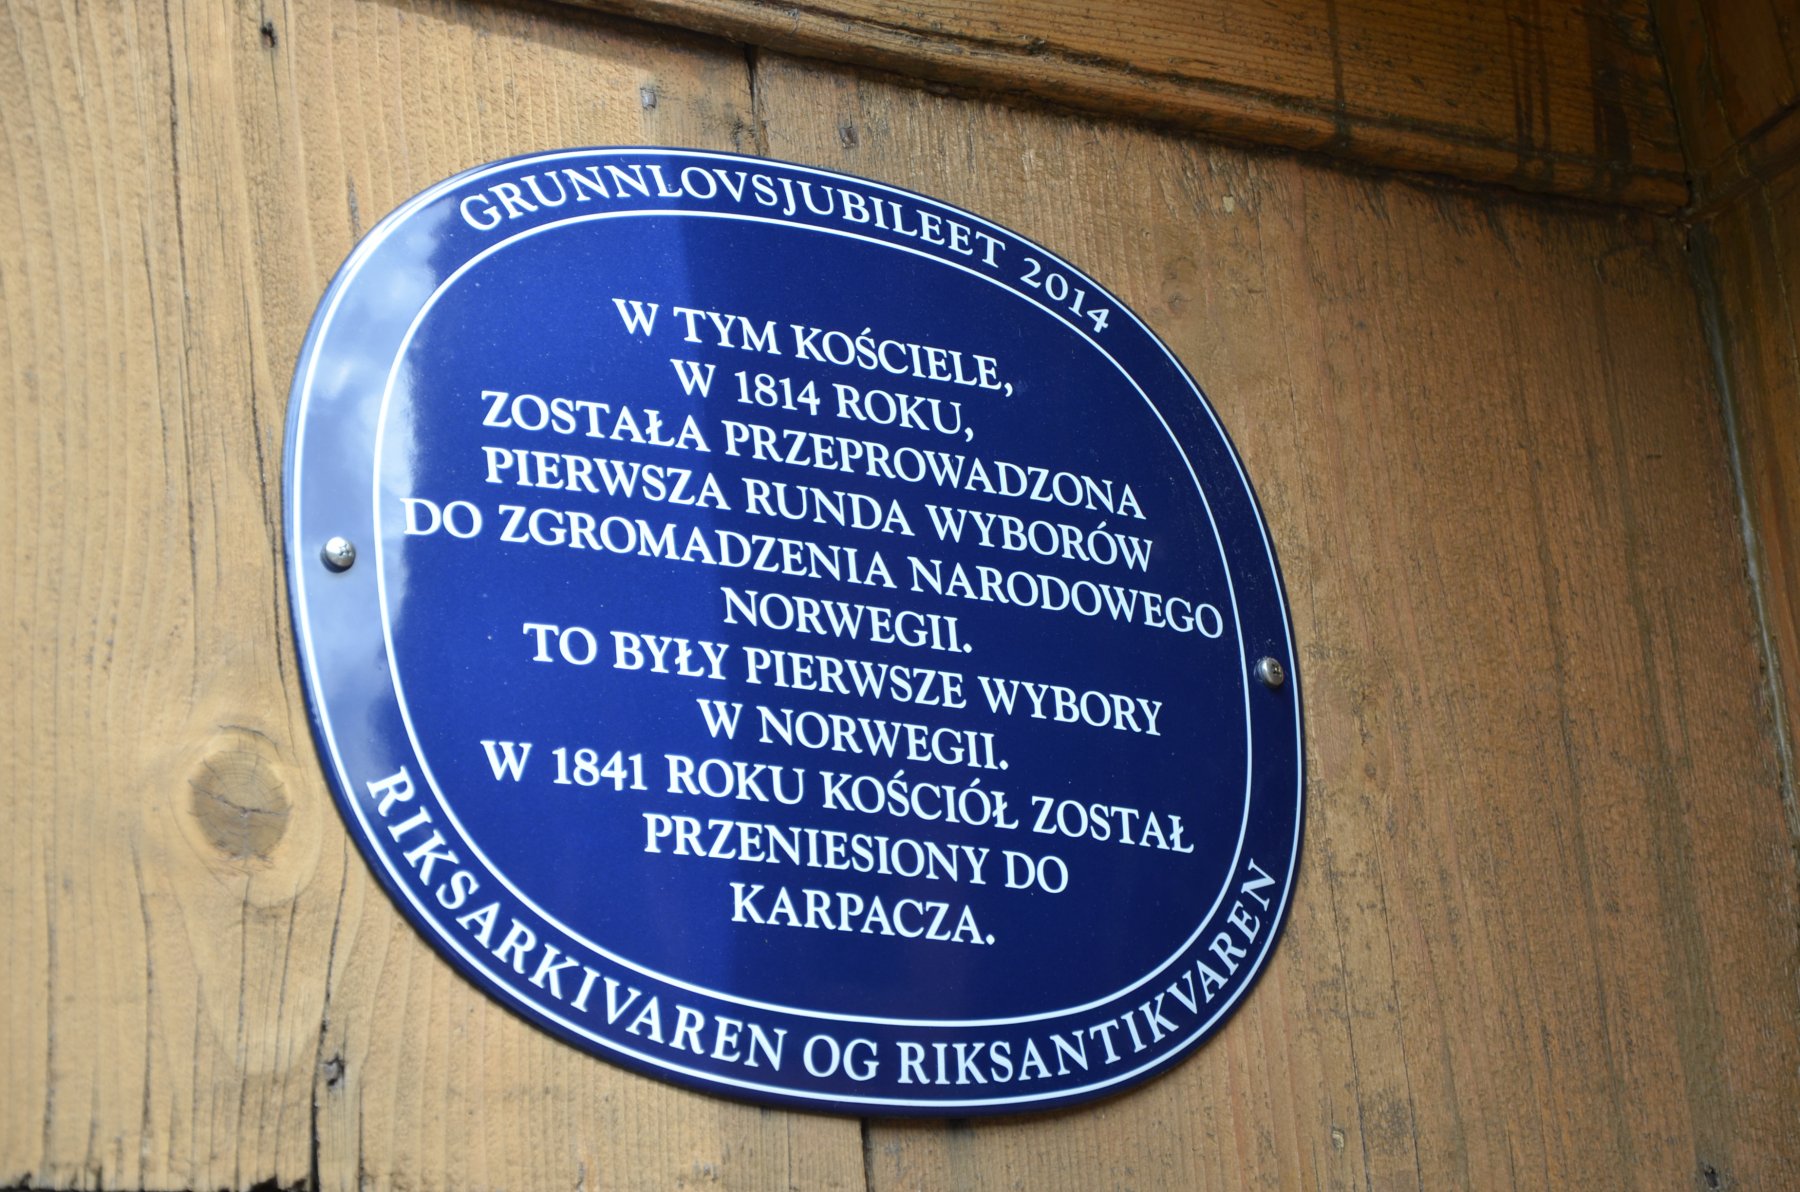 GRUNNLOVSJUBILEET 2014
W TYM KOŚCIELE,
W 1814 ROKU,
ZOSTAŁA PRZEPROWADZONA
PIERWSZA RUNDA WYBORÓW
DO ZGROMADZENIA NARODOWEGO
NORWEGII.
TO BYŁY PIERWSZE WYBORY
W NORWEGII.
W 1841 ROKU KOŚCIÓŁ ZOSTAŁ
PRZENIESIONY DO
KARPACZA.
RIKSARKIVAREN OG RIKSANTIKVAREN